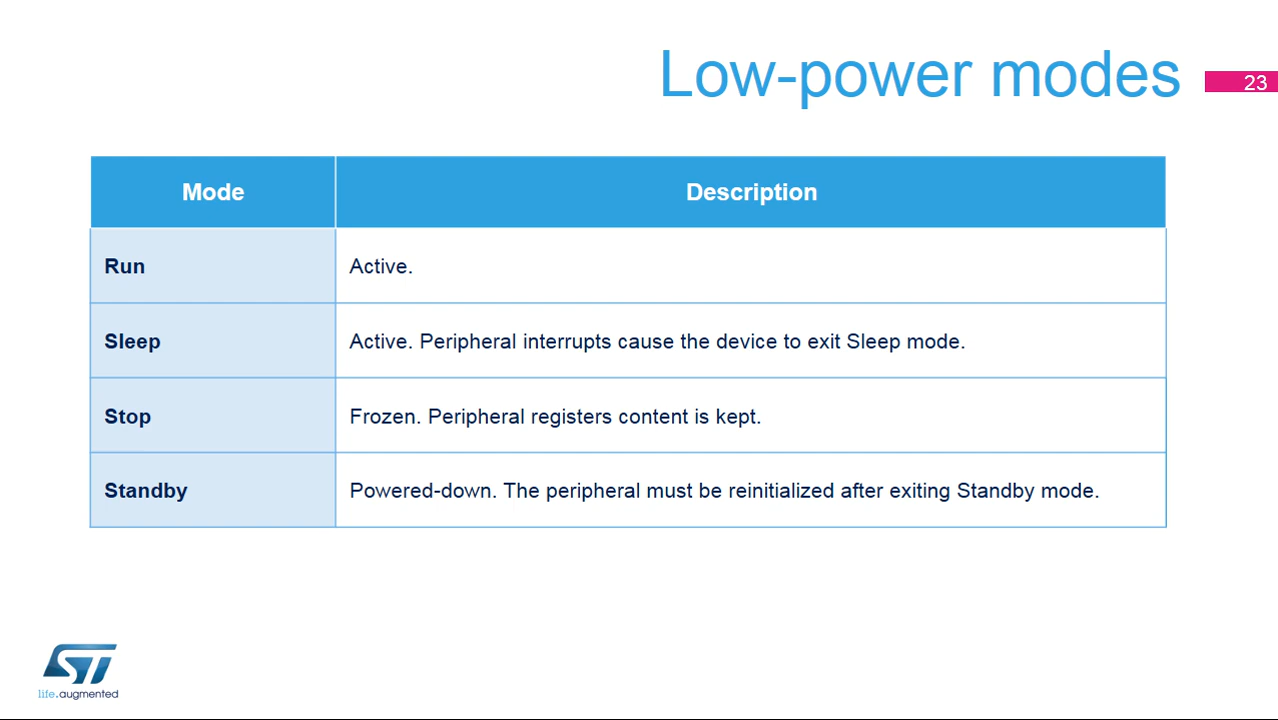 Low-power modes
23
Mode Description
Run Active.
Sleep Active. Peripheral interrupts cause the device to exit Sleep mode.
Stop Frozen. Peripheral registers content is kept.
Standby Powered-down. The peripheral must be reinitialized after exiting Standby mode.
ST
life.augmented